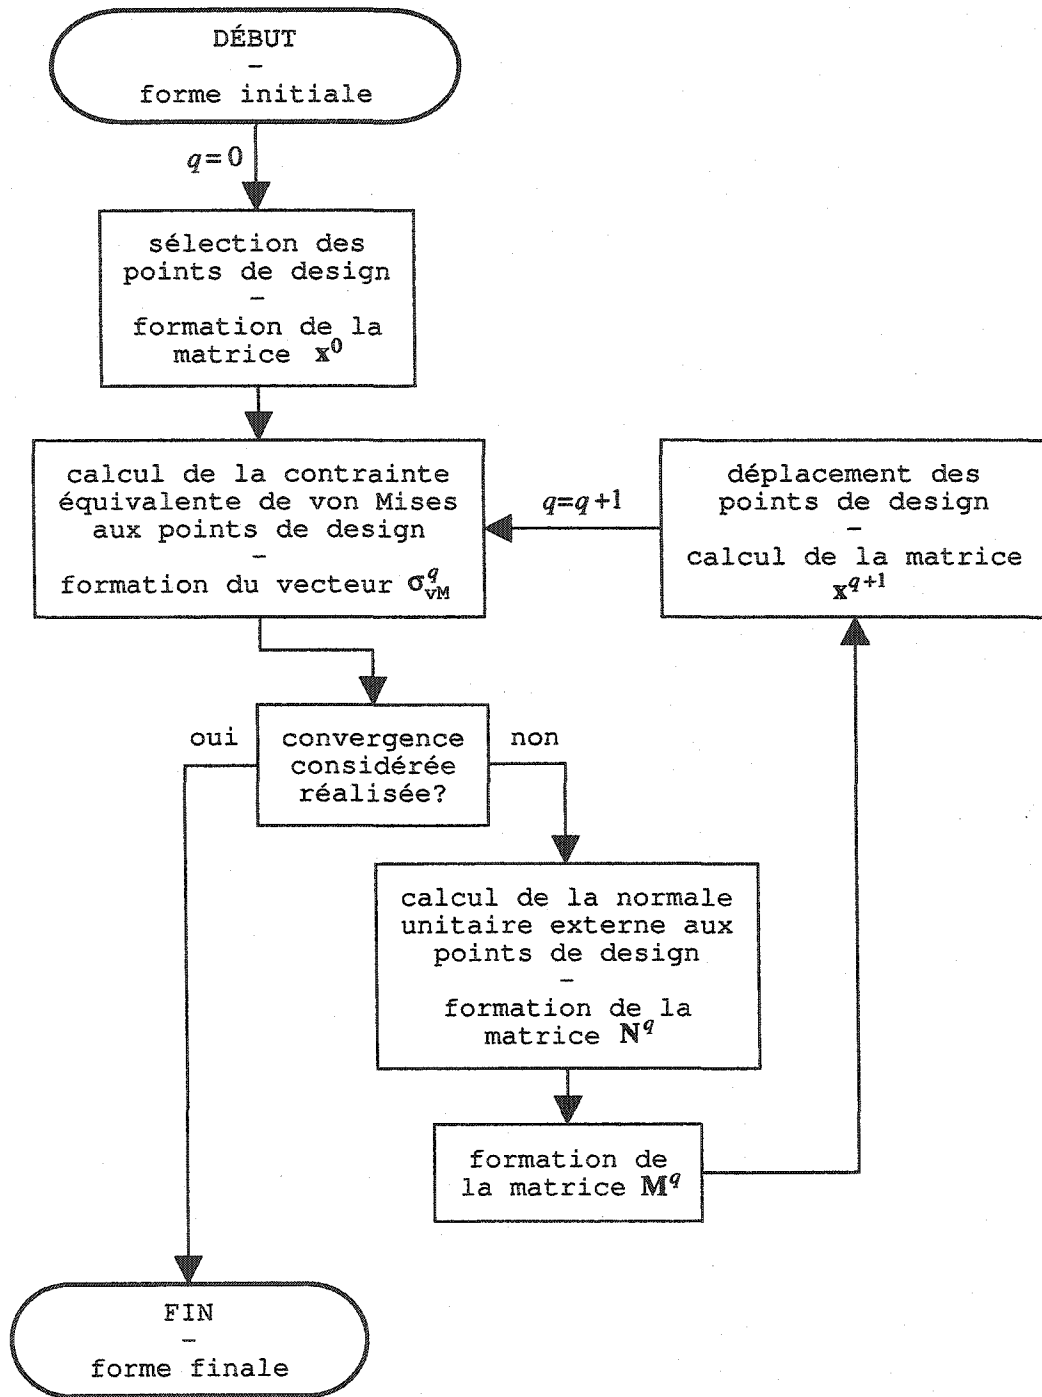 DÉBUT
–
forme initiale
q=0
sélection des
points de design
–
formation de la
matrice x⁰
calcul de la contrainte
équivalente de von Mises
aux points de design
–
formation du vecteur σ_vM^q
q=q+1
déplacement des
points de design
–
calcul de la matrice
x^{q+1}
oui
convergence
considérée
réalisée?
non
calcul de la normale
unitaire externe aux
points de design
–
formation de la
matrice N^q
formation de
la matrice M^q
FIN
–
forme finale